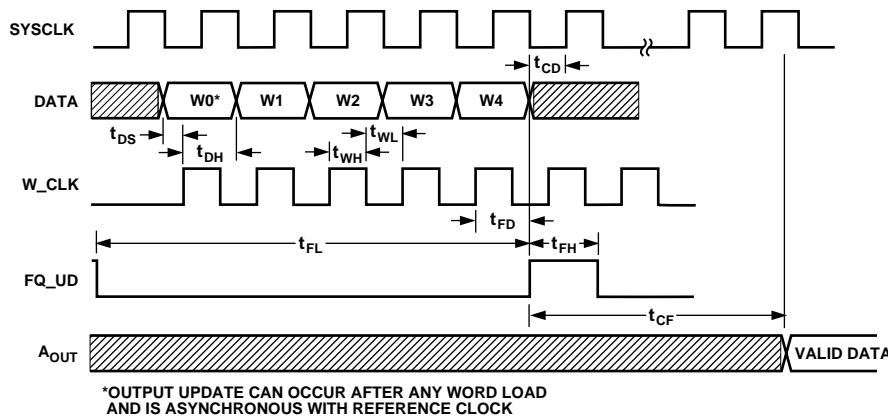 SYSCLK
t_CD
DATA
W0* W1 W2 W3 W4
t_DS
t_DH
t_WH
t_WL
W_CLK
t_FD
t_FL
t_FH
FQ_UD
t_CF
A_OUT
VALID DATA
*OUTPUT UPDATE CAN OCCUR AFTER ANY WORD LOAD
AND IS ASYNCHRONOUS WITH REFERENCE CLOCK